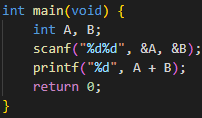 int main(void) {
    int A, B;
    scanf("%d%d", &A, &B);
    printf("%d", A + B);
    return 0;
}